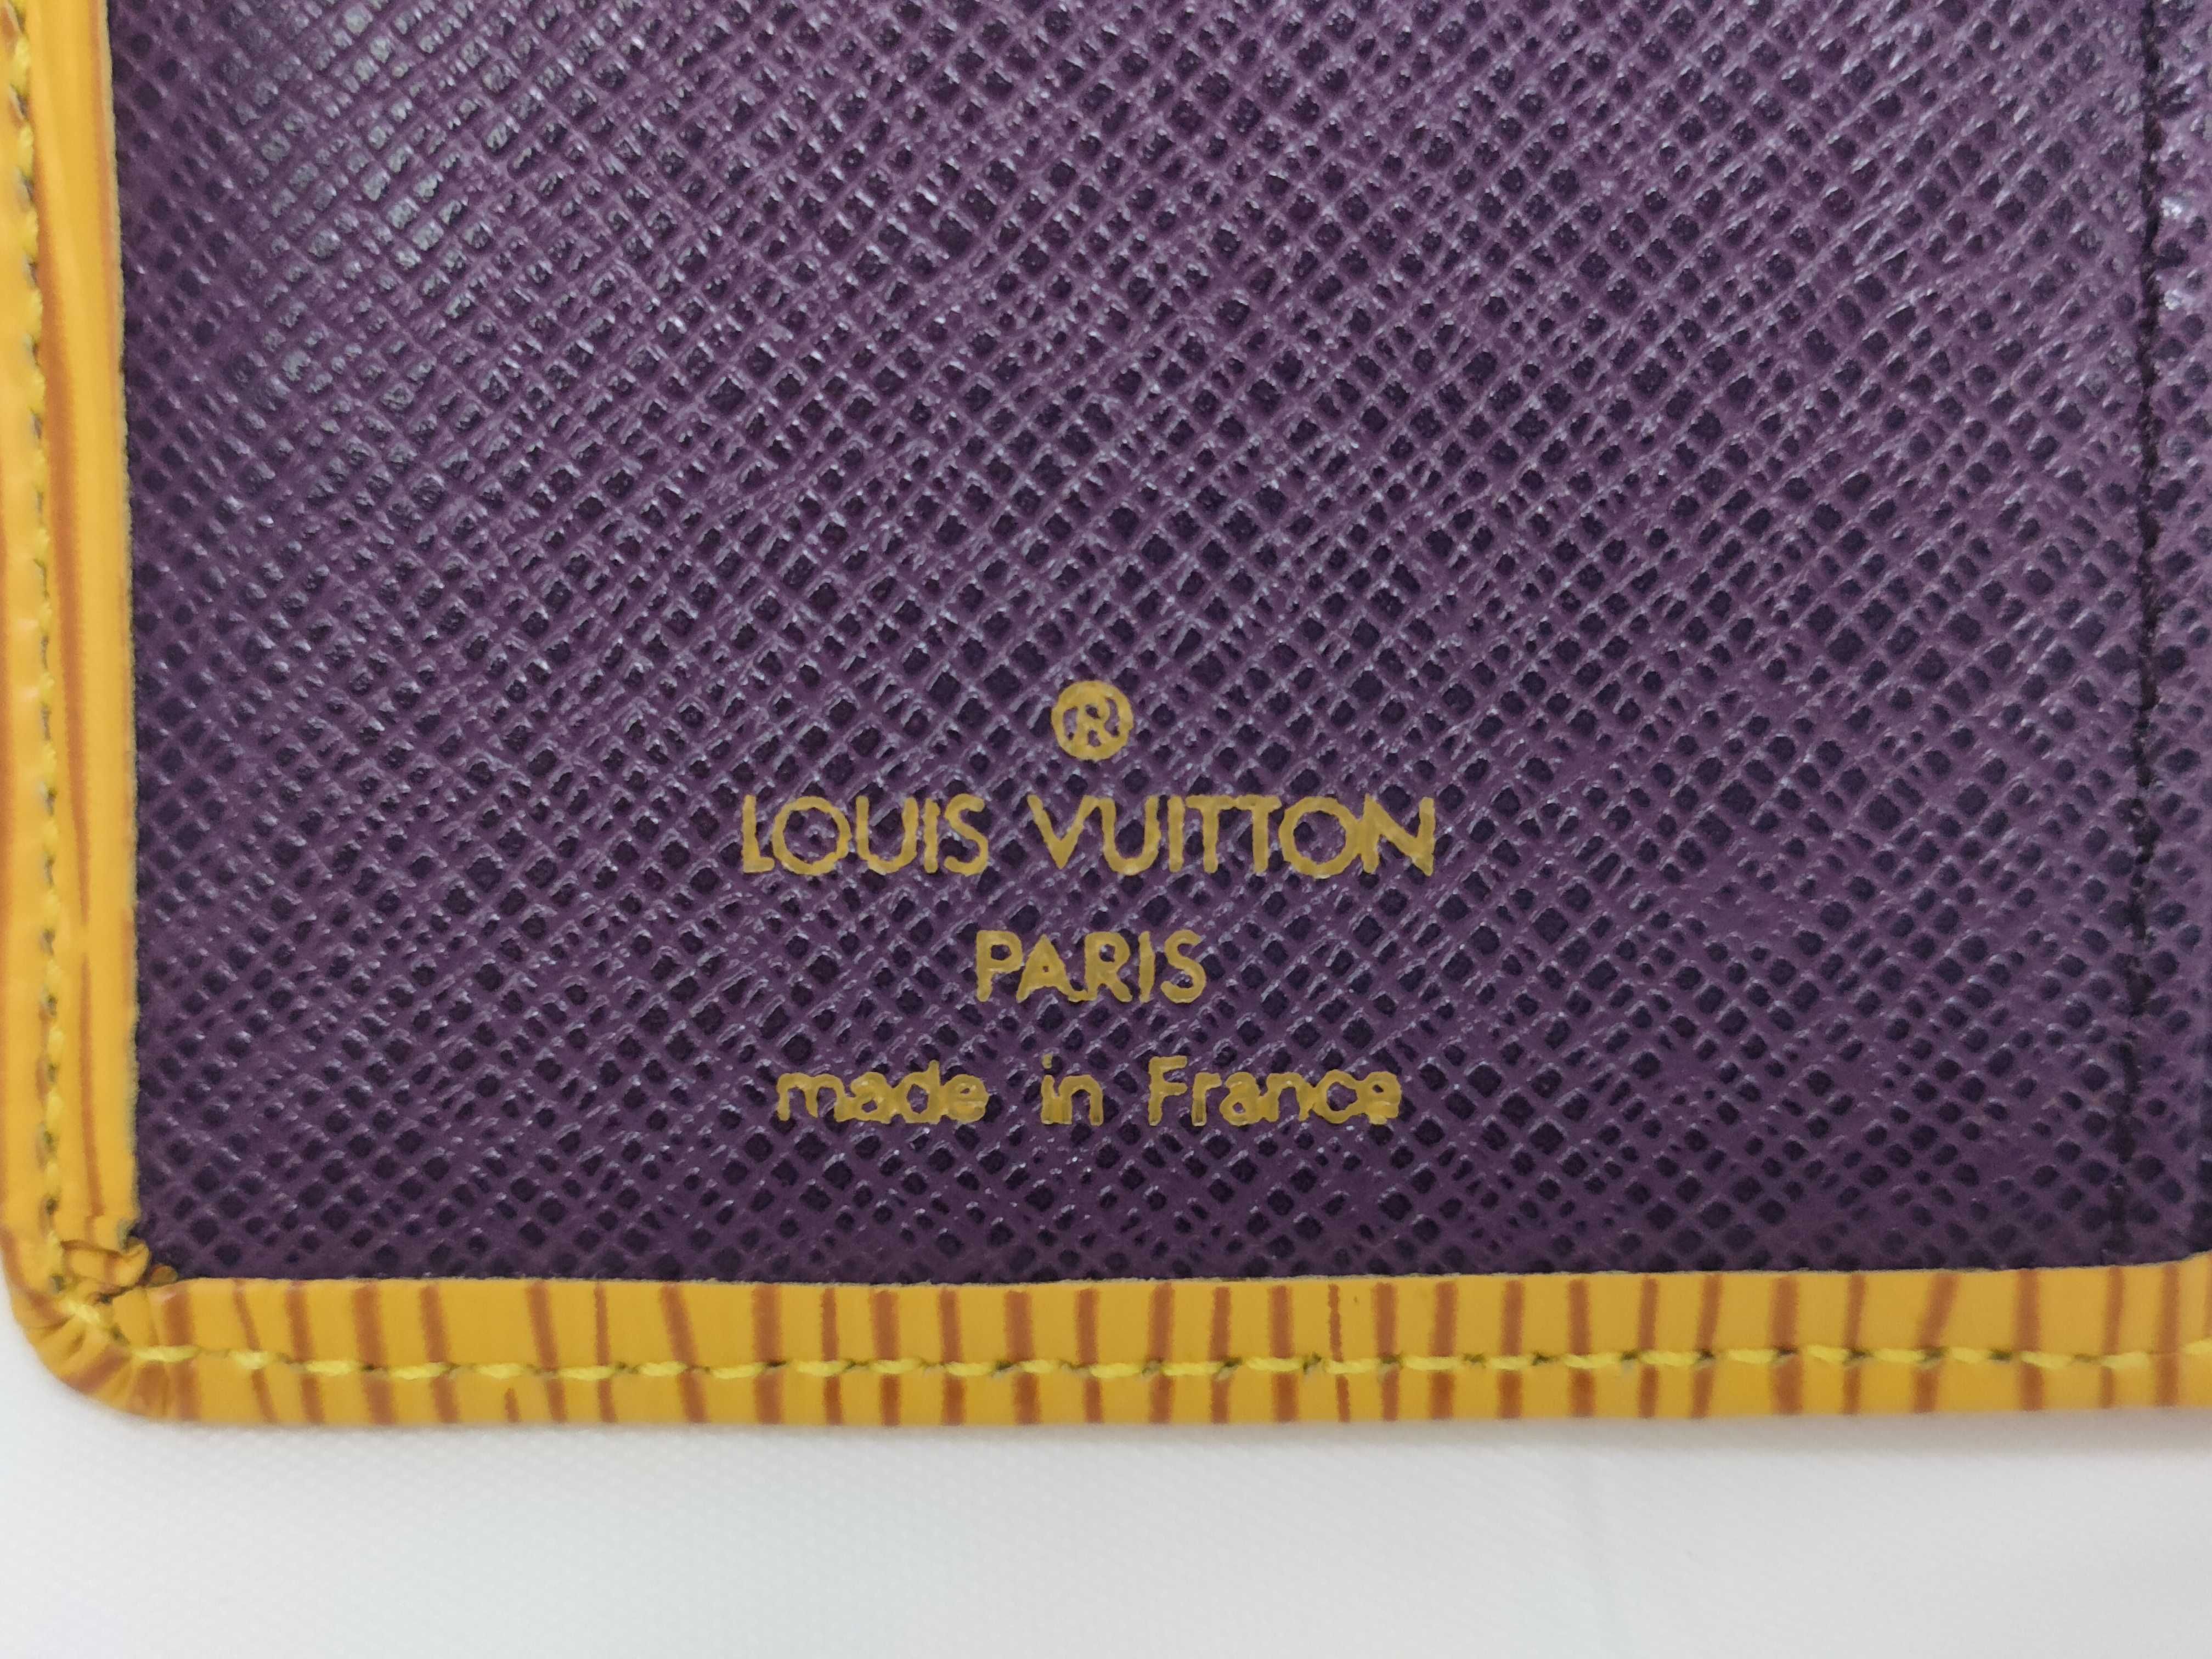 ®
LOUIS VUITTON
PARIS
made in France